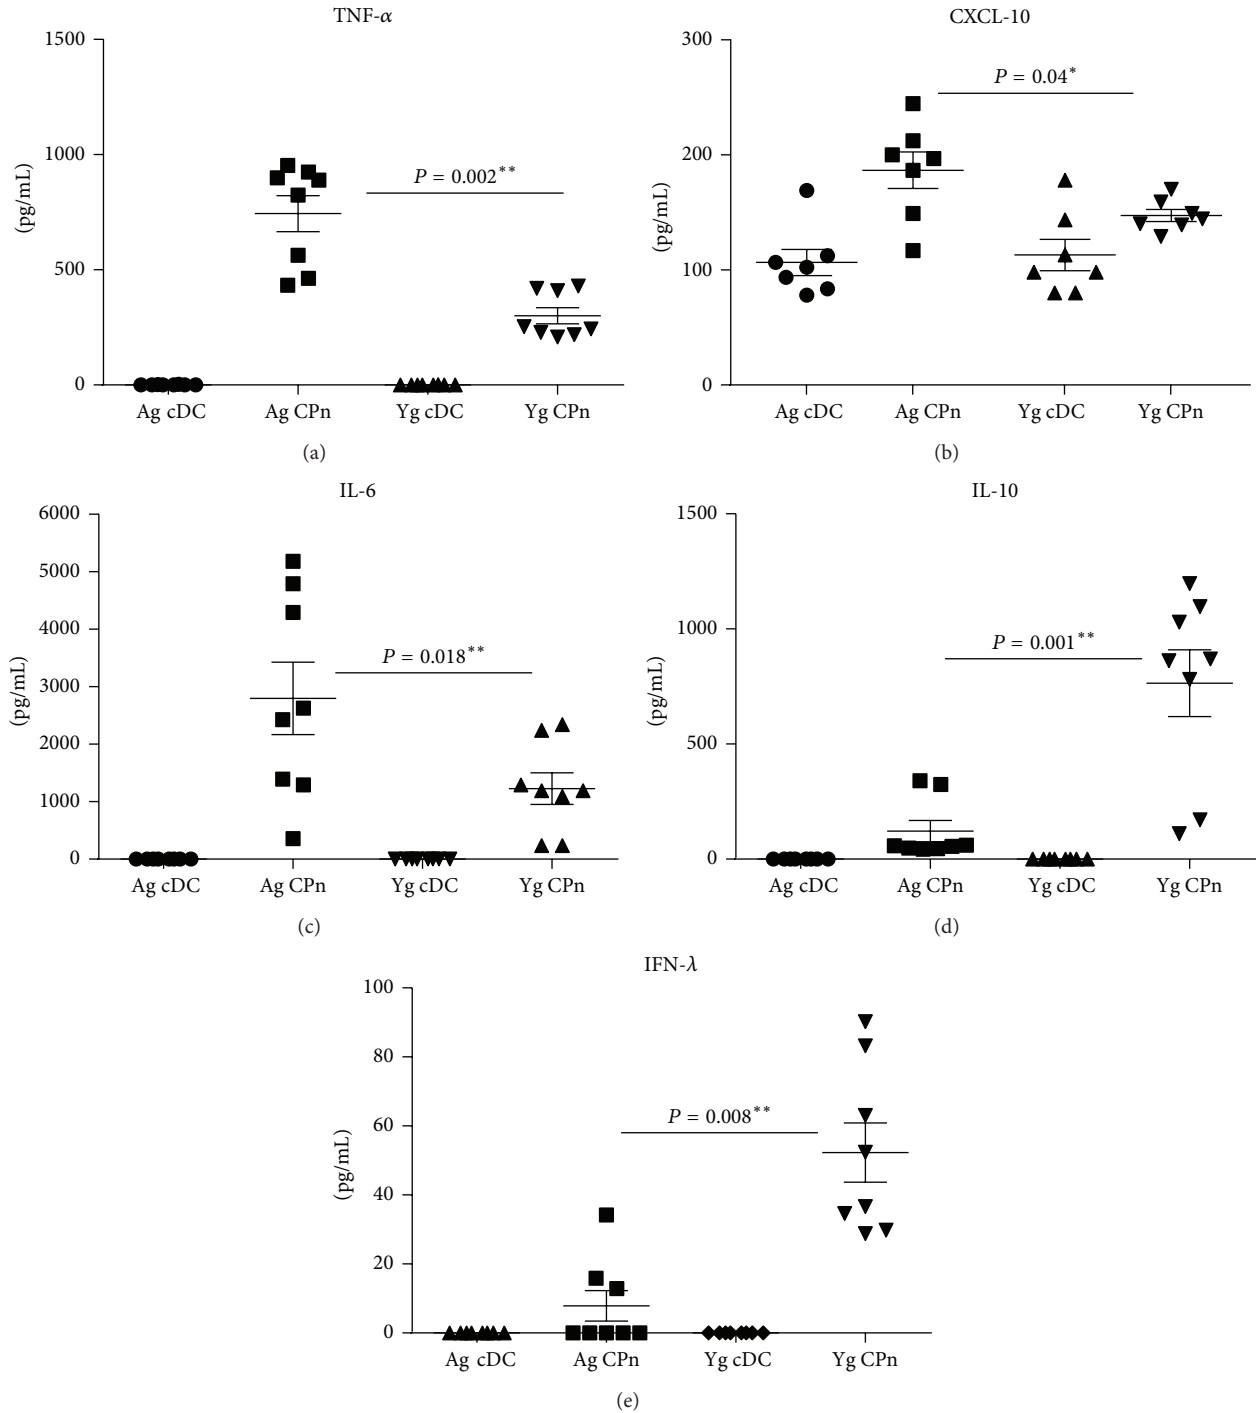 TNF-α
1500
1000
500
0
(pg/mL)
P = 0.002**
Ag cDC Ag CPn Yg cDC Yg CPn
(a)
CXCL-10
300
200
100
0
(pg/mL)
P = 0.04*
Ag cDC Ag CPn Yg cDC Yg CPn
(b)
IL-6
6000
5000
4000
3000
2000
1000
0
(pg/mL)
P = 0.018**
Ag cDC Ag CPn Yg cDC Yg CPn
(c)
IL-10
1500
1000
500
0
(pg/mL)
P = 0.001**
Ag cDC Ag CPn Yg cDC Yg CPn
(d)
IFN-λ
100
80
60
40
20
0
(pg/mL)
P = 0.008**
Ag cDC Ag CPn Yg cDC Yg CPn
(e)